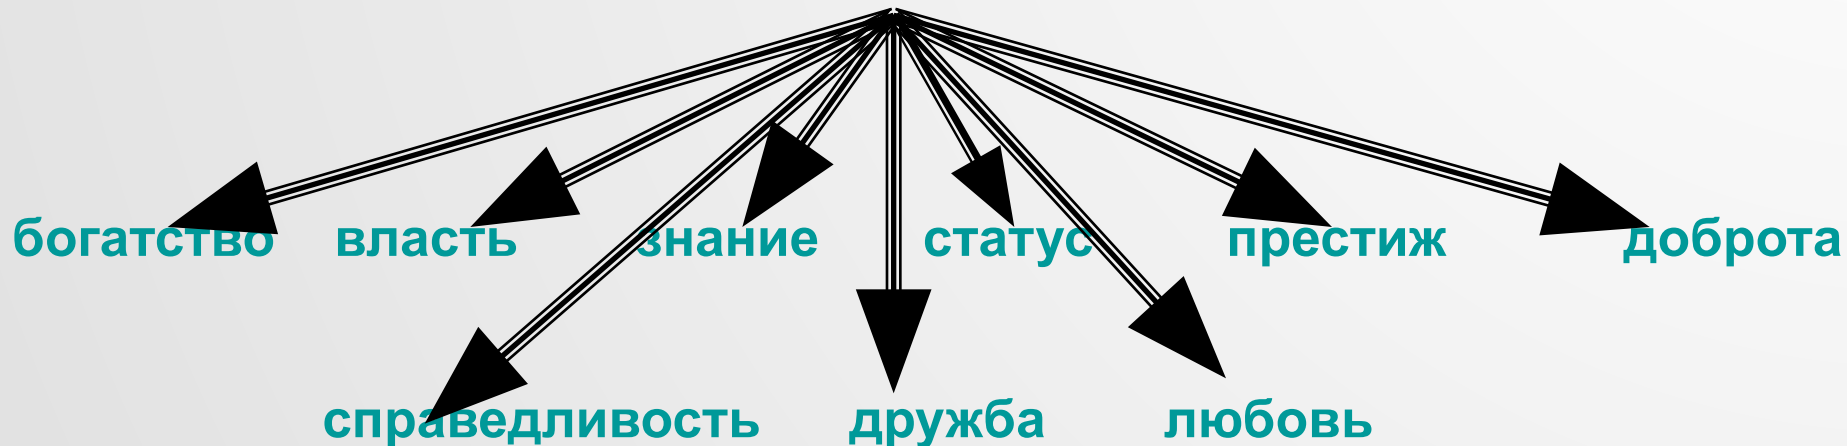 богатство власть знание статус престиж доброта
справедливость дружба любовь